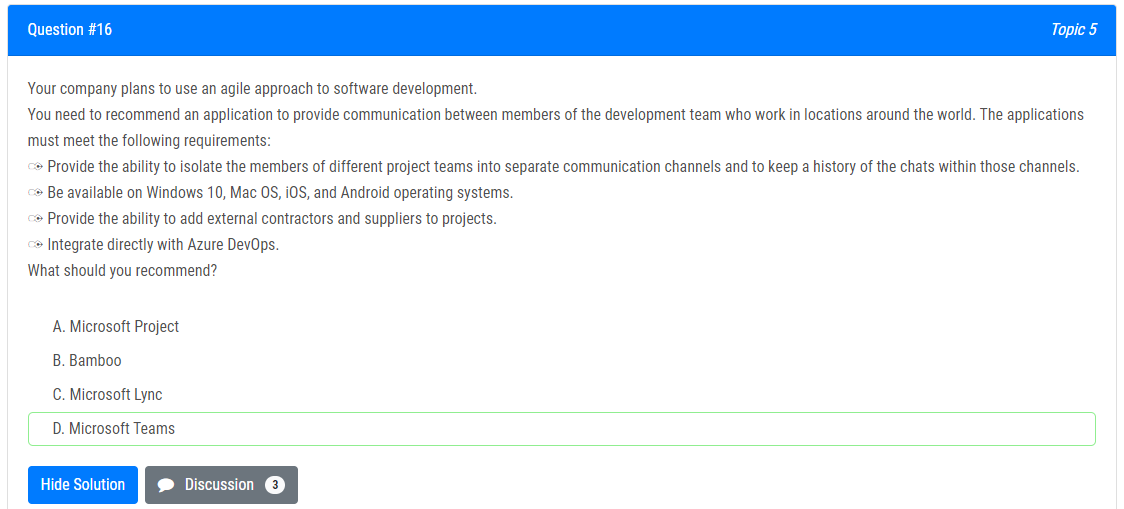 Question #16
Topic 5
Your company plans to use an agile approach to software development.
You need to recommend an application to provide communication between members of the development team who work in locations around the world. The applications
must meet the following requirements:
Provide the ability to isolate the members of different project teams into separate communication channels and to keep a history of the chats within those channels.
Be available on Windows 10, Mac OS, iOS, and Android operating systems.
Provide the ability to add external contractors and suppliers to projects.
Integrate directly with Azure DevOps.
What should you recommend?
A. Microsoft Project
B. Bamboo
C. Microsoft Lync
D. Microsoft Teams
Hide Solution
Discussion 3